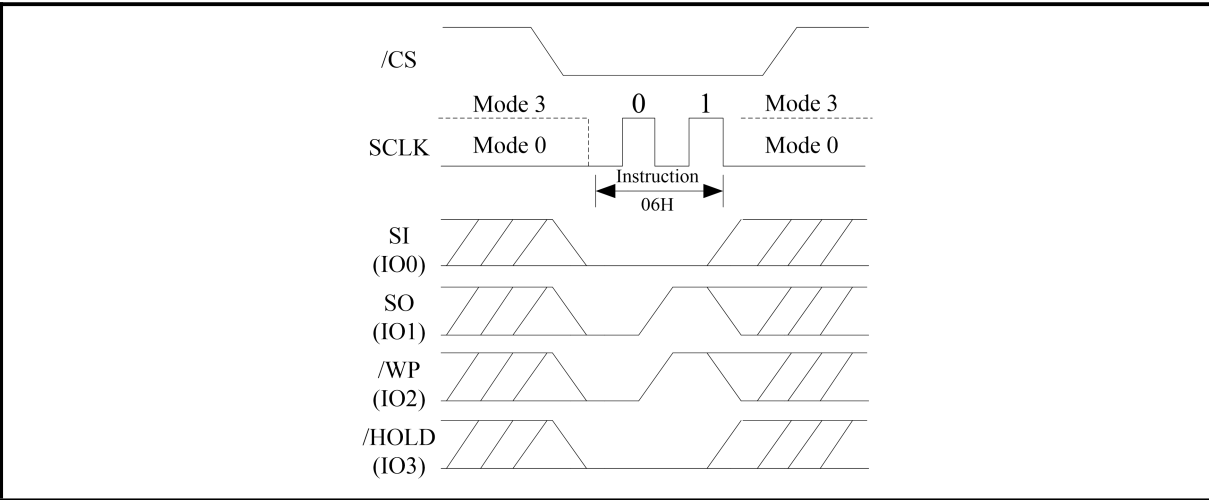 /CS
Mode 3 0 1 Mode 3
SCLK Mode 0 Mode 0
Instruction
06H
SI
(IO0)
SO
(IO1)
/WP
(IO2)
/HOLD
(IO3)